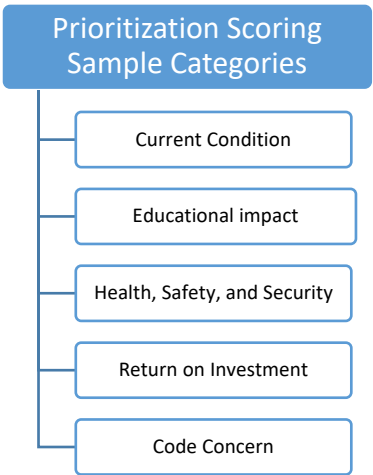 Prioritization Scoring
Sample Categories
Current Condition
Educational impact
Health, Safety, and Security
Return on Investment
Code Concern